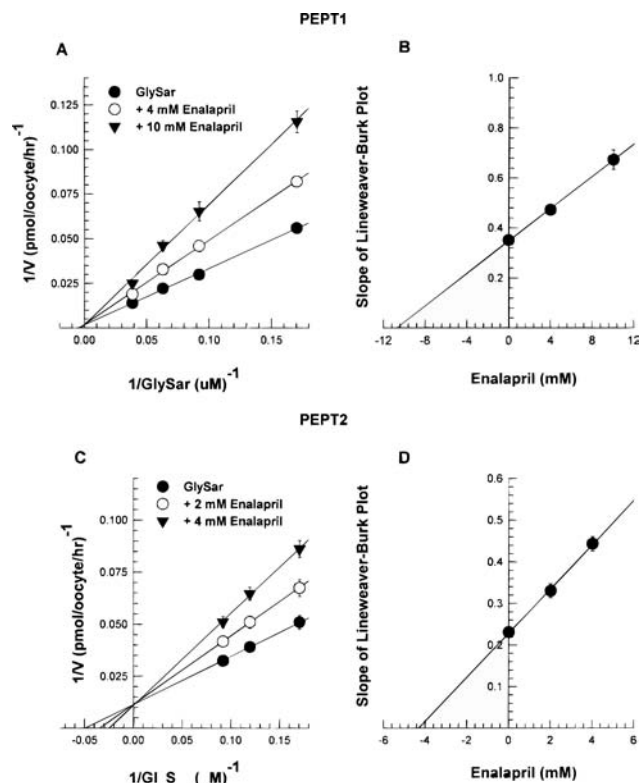 PEPT1
A
GlySar
+ 4 mM Enalapril
+ 10 mM Enalapril
0.125
0.100
0.075
0.050
0.025
1/V (pmol/oocyte/hr)-1
0.00 0.05 0.10 0.15
1/GlySar (uM)-1
B
1.0
0.8
0.6
0.4
0.2
Slope of Lineweaver-Burk Plot
-12 -8 -4 0 4 8 12
Enalapril (mM)
PEPT2
C
GlySar
+ 2 mM Enalapril
+ 4 mM Enalapril
0.100
0.075
0.050
0.025
1/V (pmol/oocyte/hr)-1
-0.05 0.00 0.05 0.10 0.15
D
0.6
0.5
0.4
0.3
0.2
0.1
Slope of Lineweaver-Burk Plot
-6 -4 -2 0 2 4 6
Enalapril (mM)